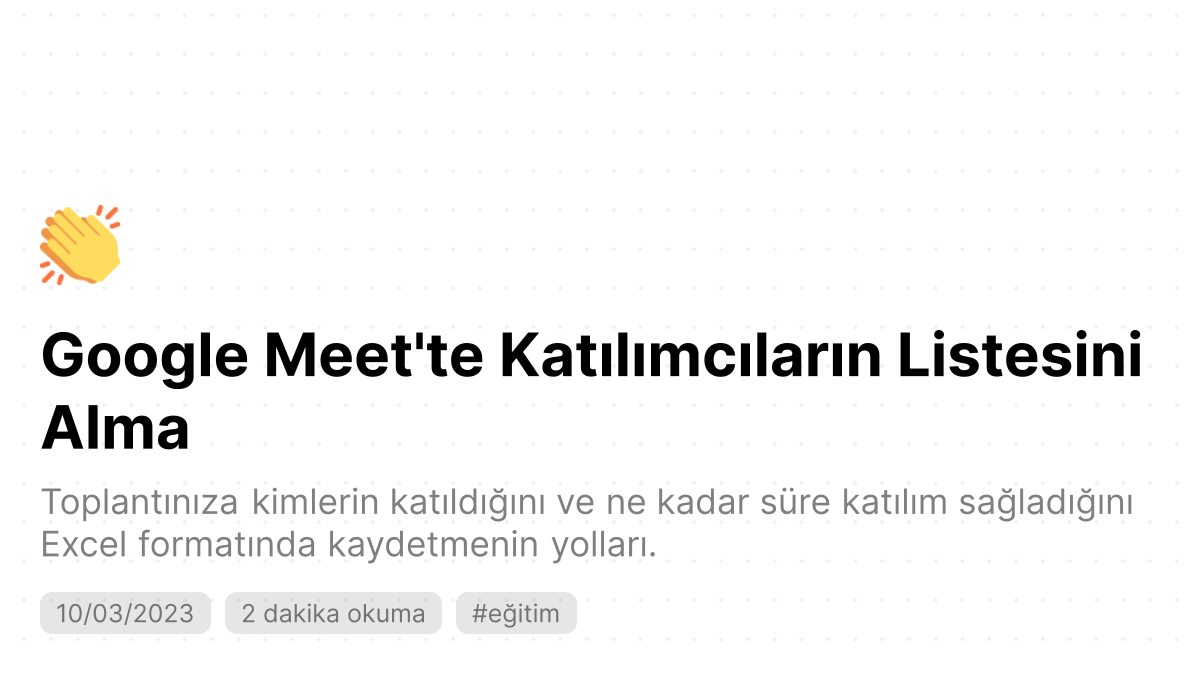 Google Meet'te Katılımcıların Listesini
Alma
Toplantınıza kimlerin katıldığını ve ne kadar süre katılım sağladığını
Excel formatında kaydetmenin yolları.
10/03/2023 2 dakika okuma #eğitim